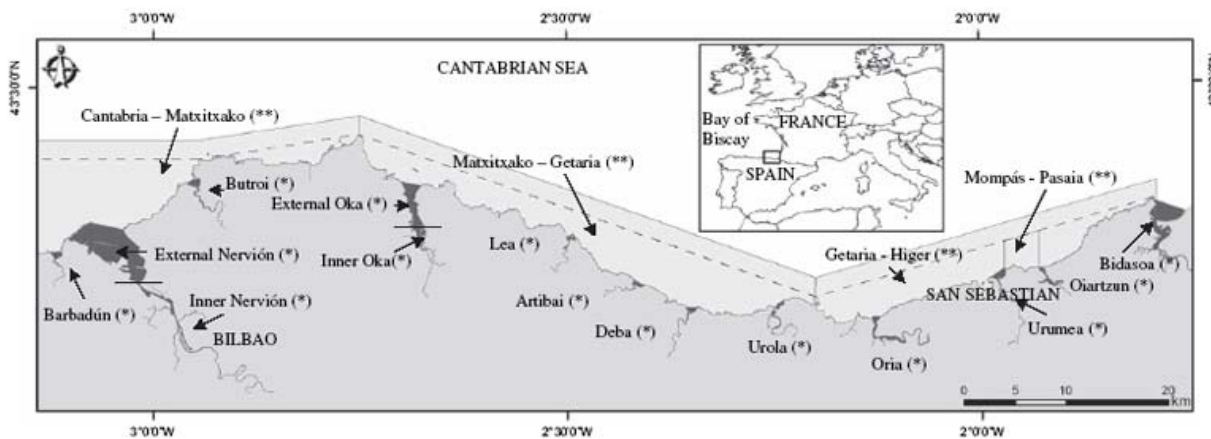 3°0'0"W
2°30'0"W
2°0'0"W
43°30'0"N
CANTABRIAN SEA
Cantabria – Matxitxako (**)
Bay of
Biscay
FRANCE
SPAIN
Matxitxako – Getaria (**)
Mompás - Pasaia (**)
Butroi (*)
External Oka (*)
External Nervión (*)
Inner Oka(*)
Lea (*)
Getaria - Higer (**)
Bidasoa (*)
Barbadún (*)
Inner Nervión (*)
Artibai (*)
SAN SEBASTIAN
Oiartzun (*)
BILBAO
Deba (*)
Urola (*)
Oria (*)
Urumea (*)
0 5 10 20
km
3°0'0"W
2°30'0"W
2°0'0"W